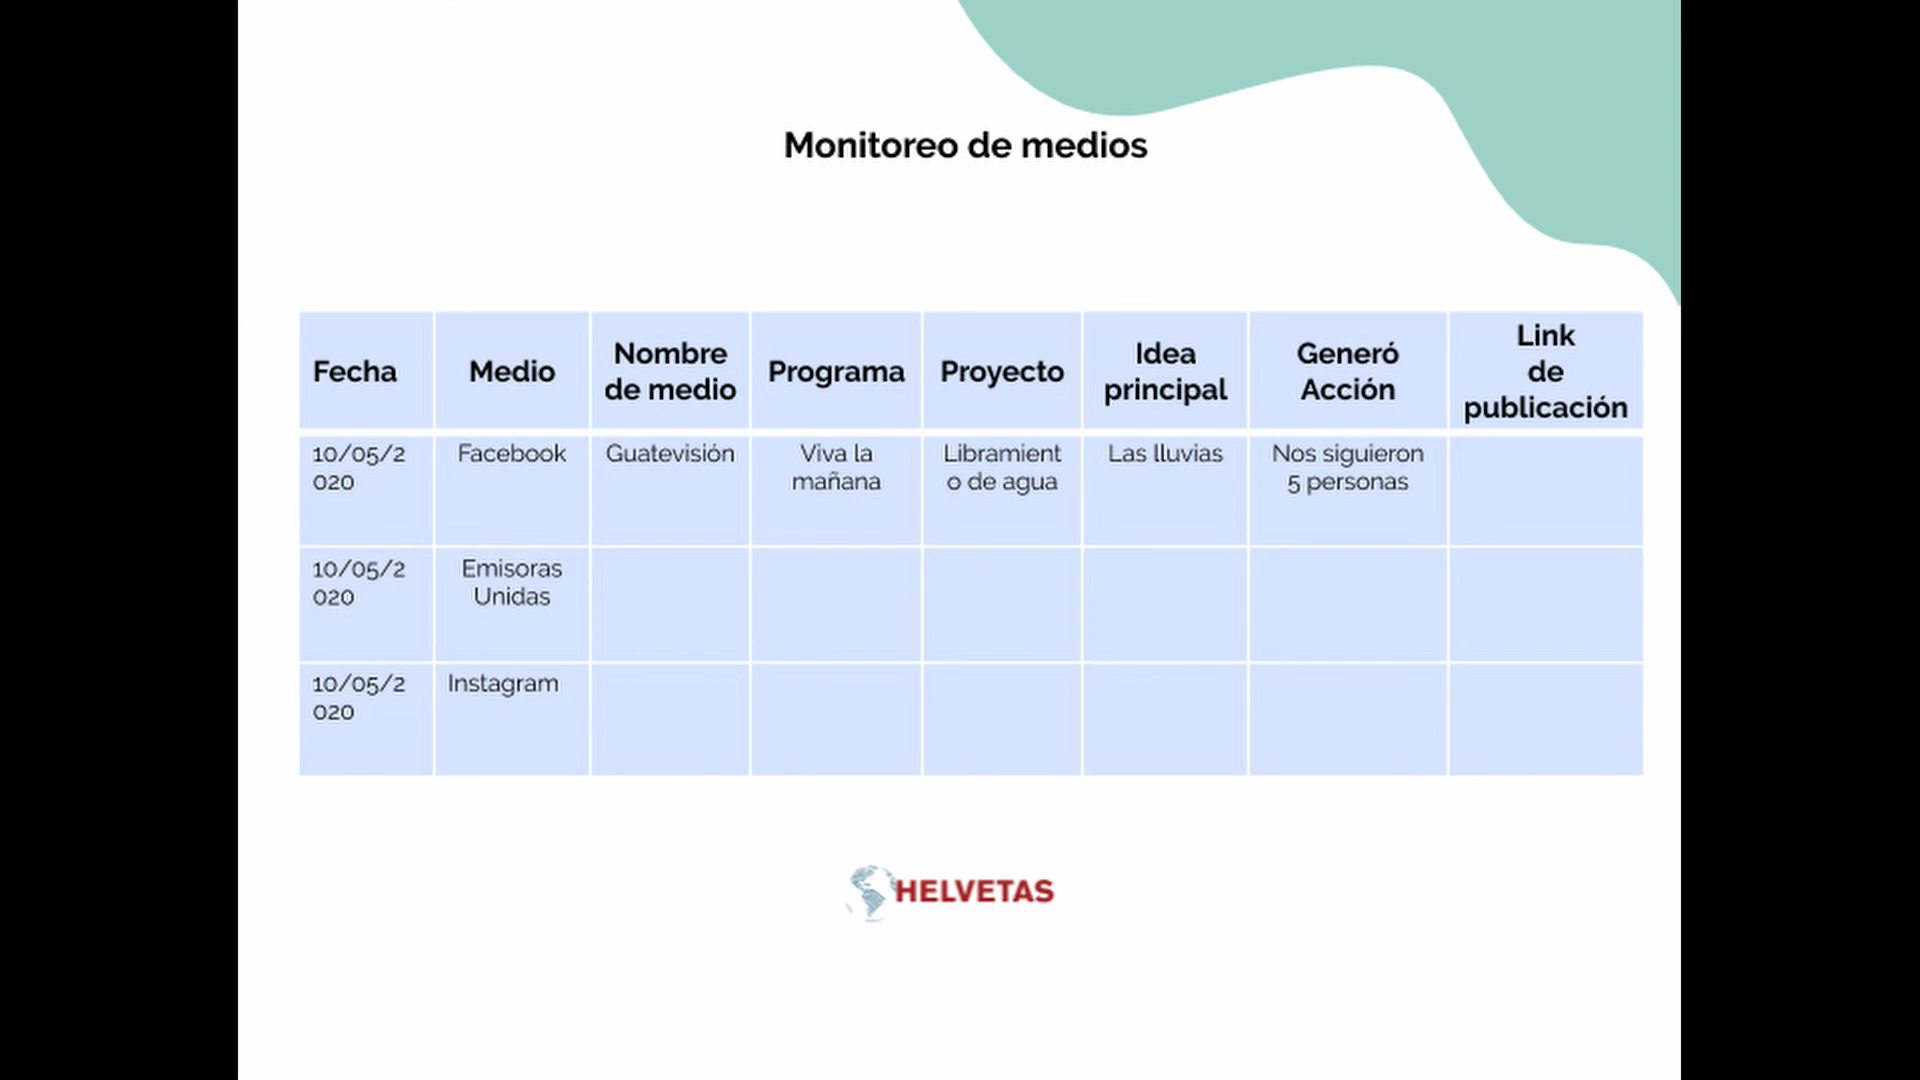 Monitoreo de medios
Fecha
Medio
Nombre
de medio
Programa
Proyecto
Idea
principal
Generó
Acción
Link
de
publicación
10/05/2
020
Facebook
Guatevisión
Viva la
mañana
Libramient
o de agua
Las lluvias
Nos siguieron
5 personas
10/05/2
020
Emisoras
Unidas
10/05/2
020
Instagram
HELVETAS